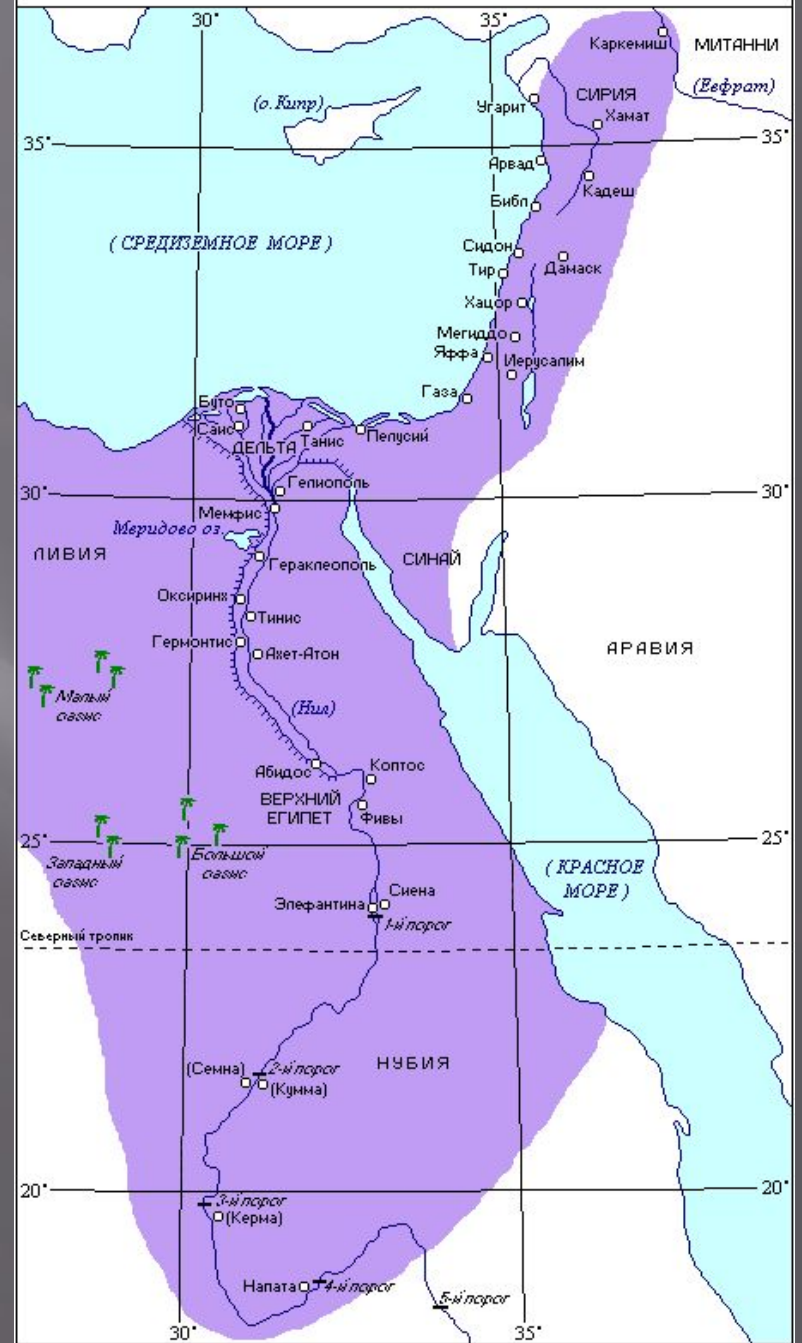 30°
35°
Каркемиш
МИТАННИ
(Евфрат)
(о. Кипр)
СИРИЯ
Угарит
Хамат
35°
35°
Арвад
Кадеш
Библ
(СРЕДИЗЕМНОЕ МОРЕ)
Сидон
Тир
Дамаск
Хацор
Мегиддо
Яффа
Иерусалим
Газа
Буто
Саис
ДЕЛЬТА
Танис
Пелусий
30°
30°
Гелиополь
Мемфис
Меридово оз.
ЛИВИЯ
СИНАЙ
Гераклеополь
Оксиринх
Тинис
Гермонтис
Ахет-Атон
АРАВИЯ
Малый
оазис
(Нил)
Абидос
Коптос
ВЕРХНИЙ
ЕГИПЕТ
Фивы
25°
25°
Западный
оазис
Большой
оазис
(КРАСНОЕ
МОРЕ)
Элефантина
Сиена
1-й порог
Северный тропик
НУБИЯ
(Семна)
2-й порог
(Кумма)
20°
20°
3-й порог
(Керма)
Напата
4-й порог
5-й порог
30°
35°